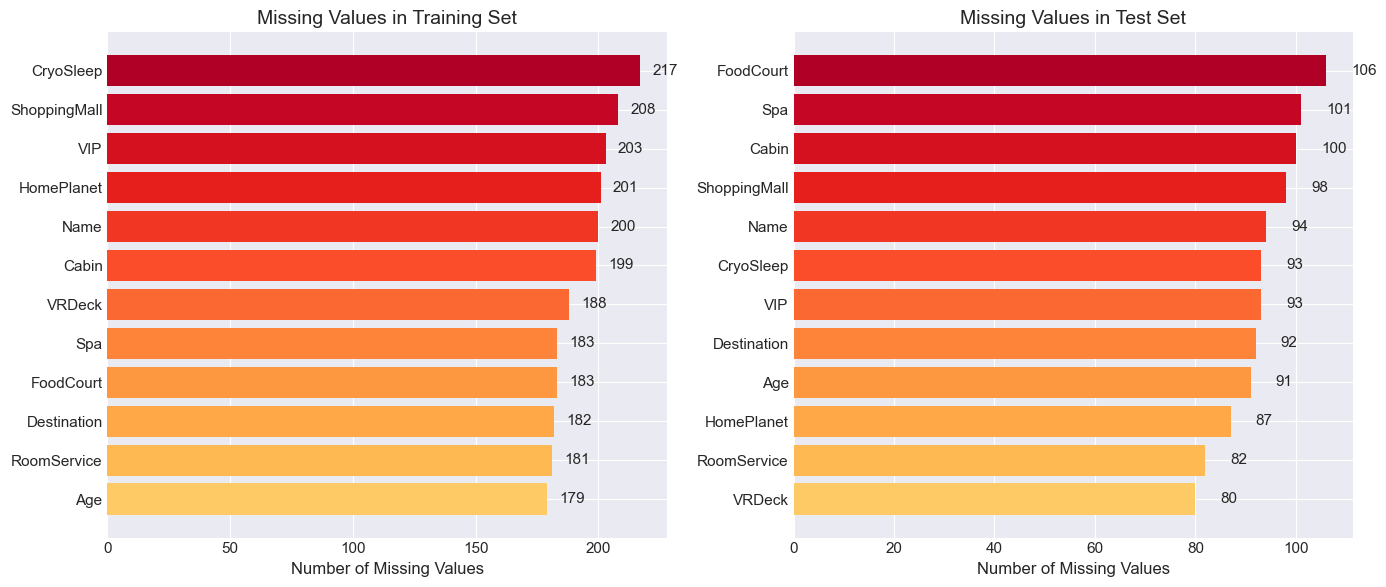 Missing Values in Training Set
CryoSleep 217
ShoppingMall 208
VIP 203
HomePlanet 201
Name 200
Cabin 199
VRDeck 188
Spa 183
FoodCourt 183
Destination 182
RoomService 181
Age 179
0 50 100 150 200
Number of Missing Values
Missing Values in Test Set
FoodCourt 106
Spa 101
Cabin 100
ShoppingMall 98
Name 94
CryoSleep 93
VIP 93
Destination 92
Age 91
HomePlanet 87
RoomService 82
VRDeck 80
0 20 40 60 80 100
Number of Missing Values